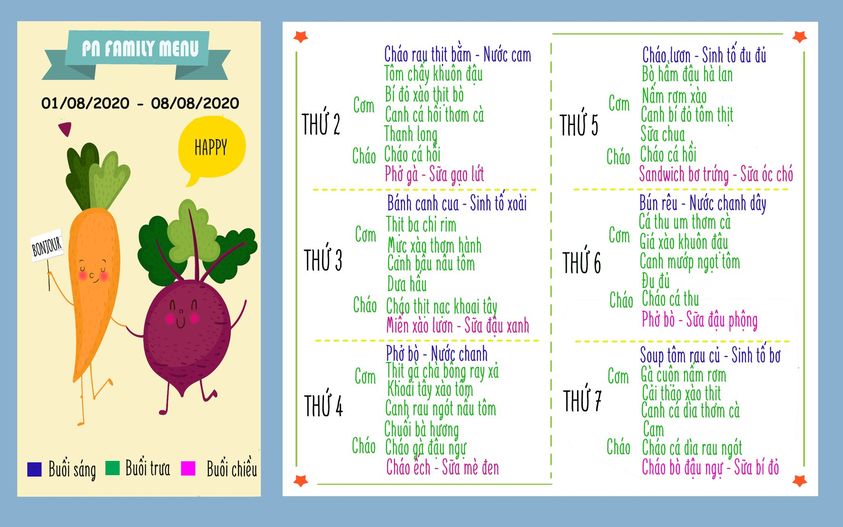 PN FAMILY MENU
01/08/2020 - 08/08/2020
HAPPY
BONJOUR
Buổi sáng
Buổi trưa
Buổi chiều
THỨ 2
Cháo rau thịt bằm - Nước cam
Cơm
Tôm chấy khuôn đậu
Bí đỏ xào thịt bò
Canh cá hồi thơm cà
Thanh long
Cháo
Cháo cá hồi
Phở gà - Sữa gạo lứt
THỨ 3
Bánh canh cua - Sinh tố xoài
Cơm
Thịt ba chỉ rim
Mực xào thơm hành
Canh bầu nấu tôm
Dưa hấu
Cháo
Cháo thịt nạc khoai tây
Miến xào lươn - Sữa đậu xanh
THỨ 4
Phở bò - Nước chanh
Cơm
Thịt gà chà bông ray xả
Khoai tây xào tôm
Canh rau ngót nấu tôm
Chuối bà hương
Cháo
Cháo gà đậu ngự
Cháo ếch - Sữa mè đen
THỨ 5
Cháo lươn - Sinh tố đu đủ
Cơm
Bò hầm đậu hà lan
Nấm rơm xào
Canh bí đỏ tôm thịt
Sữa chua
Cháo
Cháo cá hồi
Sandwich bơ trứng - Sữa óc chó
THỨ 6
Bún rêu - Nước chanh dây
Cơm
Cá thu um thơm cà
Giá xào khuôn đậu
Canh mướp ngọt tôm
Đu đủ
Cháo
Cháo cá thu
Phở bò - Sữa đậu phộng
THỨ 7
Soup tôm rau củ - Sinh tố bơ
Cơm
Gà cuộn nấm rơm
Cải thảo xào thịt
Canh cá dìa thơm cà
Cam
Cháo
Cháo cá dìa rau ngót
Cháo bò đậu ngự - Sữa bí đỏ